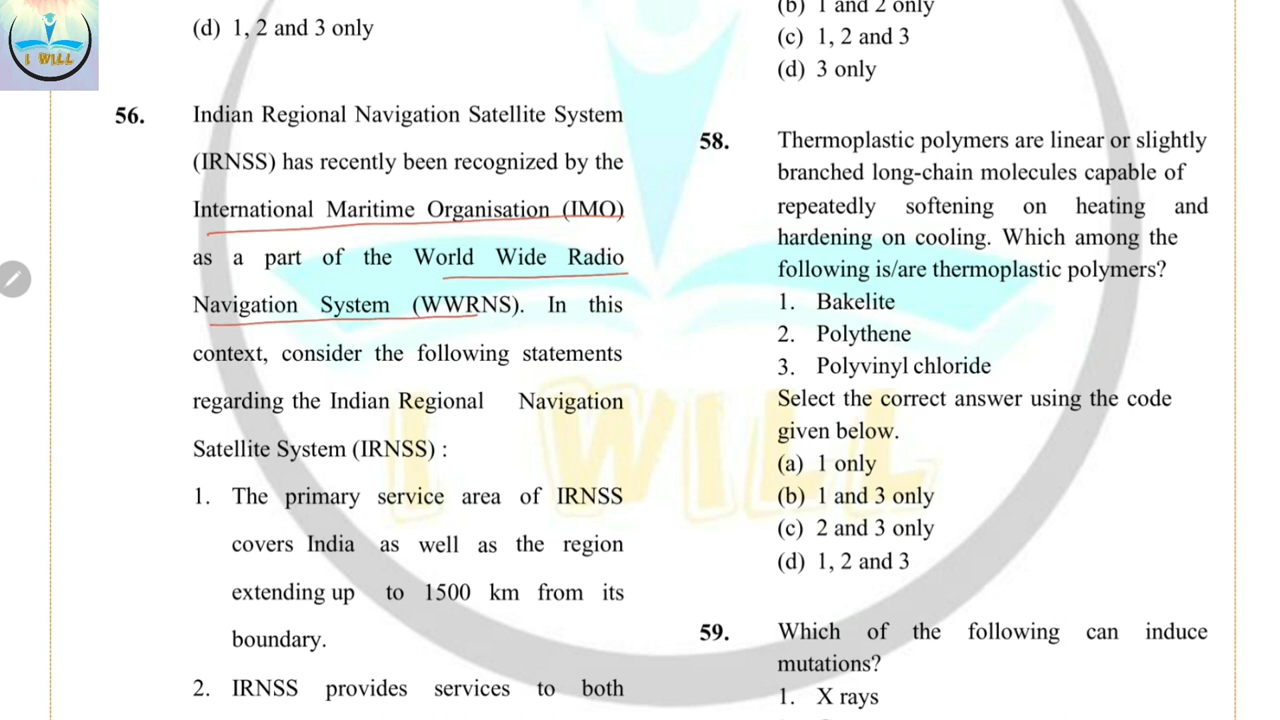 I WILL
(d) 1, 2 and 3 only
56. Indian Regional Navigation Satellite System
(IRNSS) has recently been recognized by the
International Maritime Organisation (IMO)
as a part of the World Wide Radio
Navigation System (WWRNS). In this
context, consider the following statements
regarding the Indian Regional Navigation
Satellite System (IRNSS) :
1. The primary service area of IRNSS
covers India as well as the region
extending up to 1500 km from its
boundary.
2. IRNSS provides services to both
(b) 1 and 2 only
(c) 1, 2 and 3
(d) 3 only
58. Thermoplastic polymers are linear or slightly
branched long-chain molecules capable of
repeatedly softening on heating and
hardening on cooling. Which among the
following is/are thermoplastic polymers?
1. Bakelite
2. Polythene
3. Polyvinyl chloride
Select the correct answer using the code
given below.
(a) 1 only
(b) 1 and 3 only
(c) 2 and 3 only
(d) 1, 2 and 3
59. Which of the following can induce
mutations?
1. X rays
I WILL